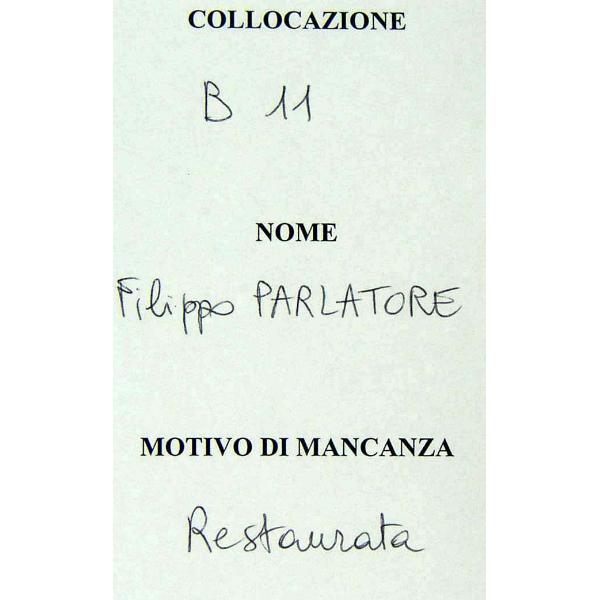 COLLOCAZIONE
B 11
NOME
Filippo PARLATORE
MOTIVO DI MANCANZA
Restaurata